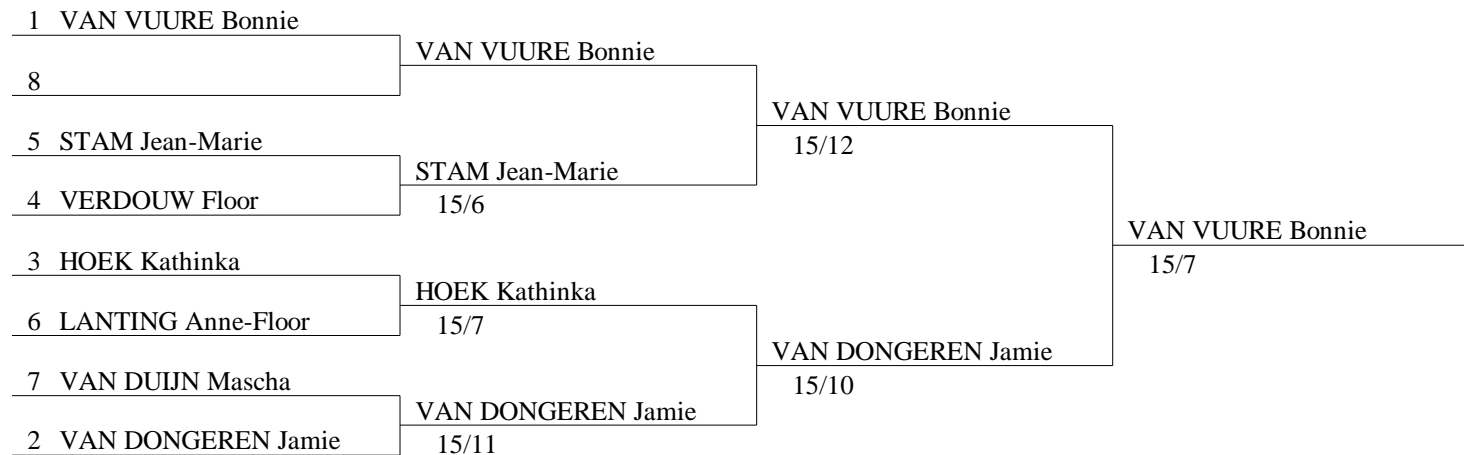 1 VAN VUURE Bonnie
8
5 STAM Jean-Marie
4 VERDOUW Floor
3 HOEK Kathinka
6 LANTING Anne-Floor
7 VAN DUIJN Mascha
2 VAN DONGEREN Jamie
VAN VUURE Bonnie
STAM Jean-Marie
15/6
HOEK Kathinka
15/7
VAN DONGEREN Jamie
15/11
VAN VUURE Bonnie
15/12
VAN DONGEREN Jamie
15/10
VAN VUURE Bonnie
15/7